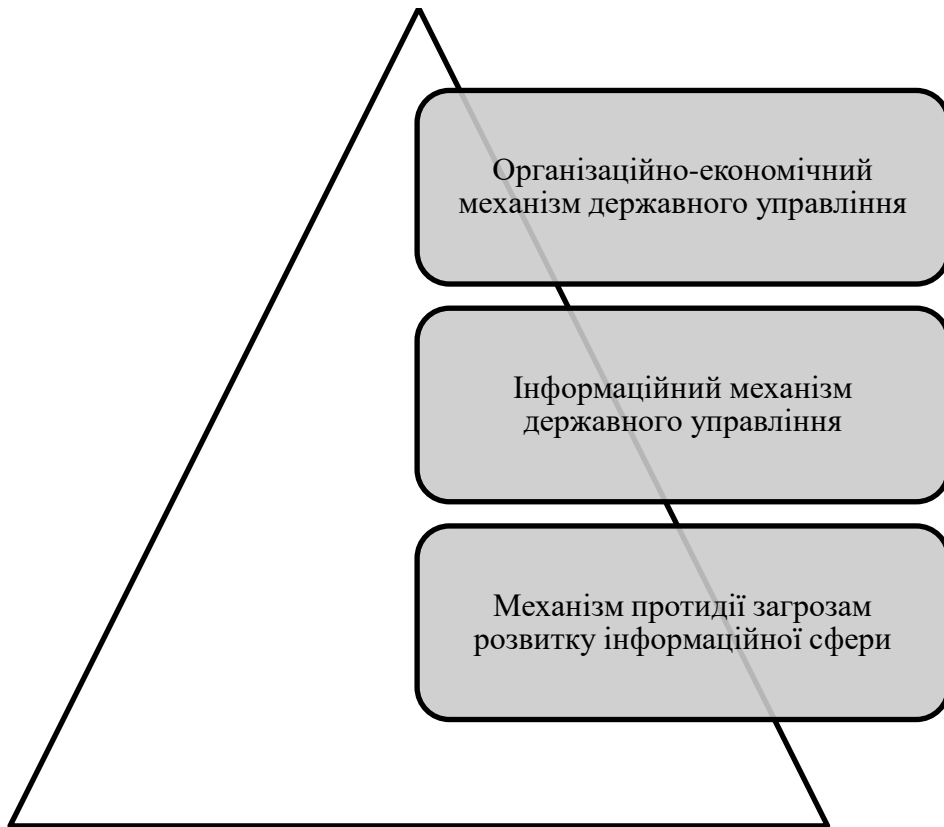 Організаційно-економічний
механізм державного управління
Інформаційний механізм
державного управління
Механізм протидії загрозам
розвитку інформаційної сфери